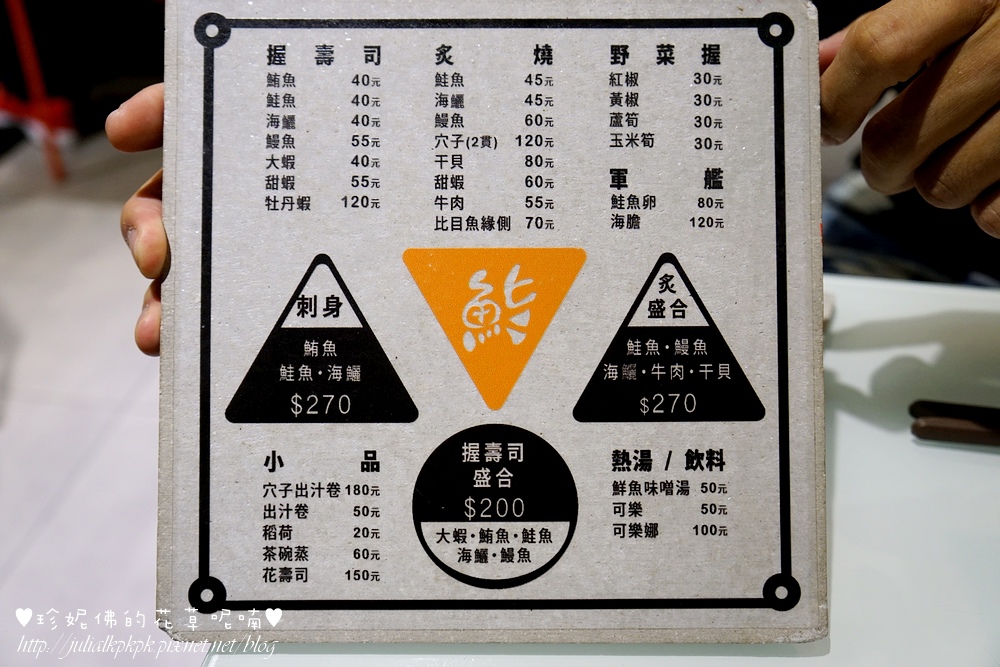 握壽司
鮪魚 40元
鮭魚 40元
海鱺 40元
鰻魚 55元
大蝦 40元
甜蝦 55元
牡丹蝦 120元
炙燒
鮭魚 45元
海鱺 45元
鰻魚 60元
穴子(2貫) 120元
干貝 80元
甜蝦 60元
牛肉 55元
比目魚緣側 70元
野菜握
紅椒 30元
黃椒 30元
蘆筍 30元
玉米筍 30元
軍艦
鮭魚卵 80元
海膽 120元
刺身
鮪魚
鮭魚·海鱺
$270
鮨
炙
盛合
鮭魚·鰻魚
海鱺·牛肉·干貝
$270
小品
穴子出汁卷 180元
出汁卷 50元
稻荷 20元
茶碗蒸 60元
花壽司 150元
握壽司
盛合
$200
大蝦·鮪魚·鮭魚
海鱺·鰻魚
熱湯 / 飲料
鮮魚味噌湯 50元
可樂 50元
可樂娜 100元
♥珍妮佛的花草呢喃♥
http://julialkpkpk.pixnet.net/blog